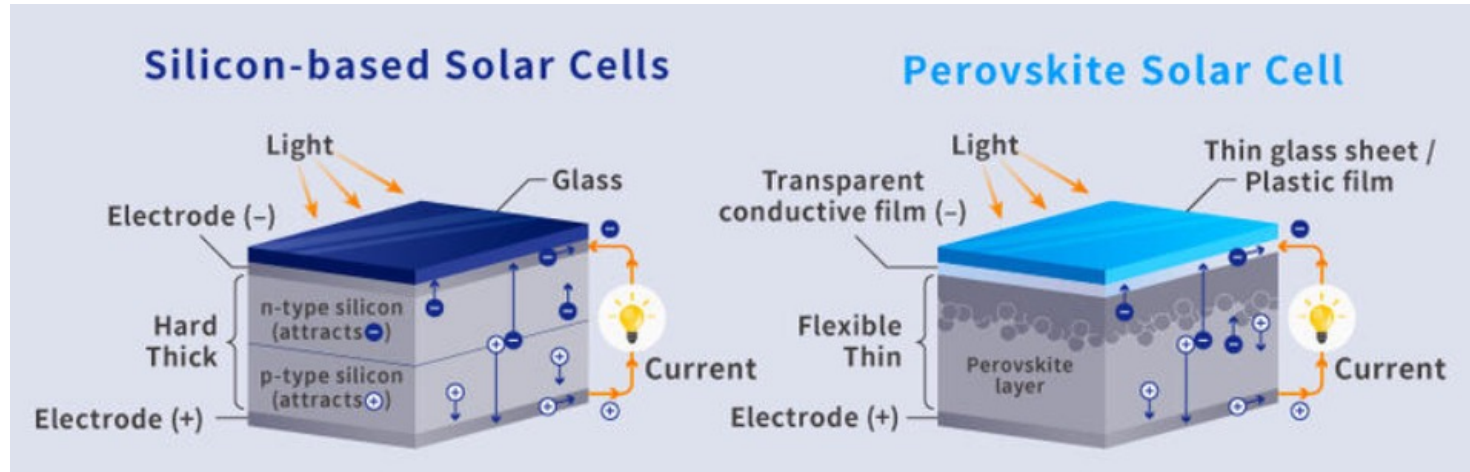 Silicon-based Solar Cells
Light
Glass
Electrode (−)
n-type silicon
(attracts −)
Hard
Thick
p-type silicon
(attracts +)
Electrode (+)
Current
Perovskite Solar Cell
Light
Thin glass sheet /
Plastic film
Transparent
conductive film (−)
Flexible
Thin
Perovskite
layer
Electrode (+)
Current